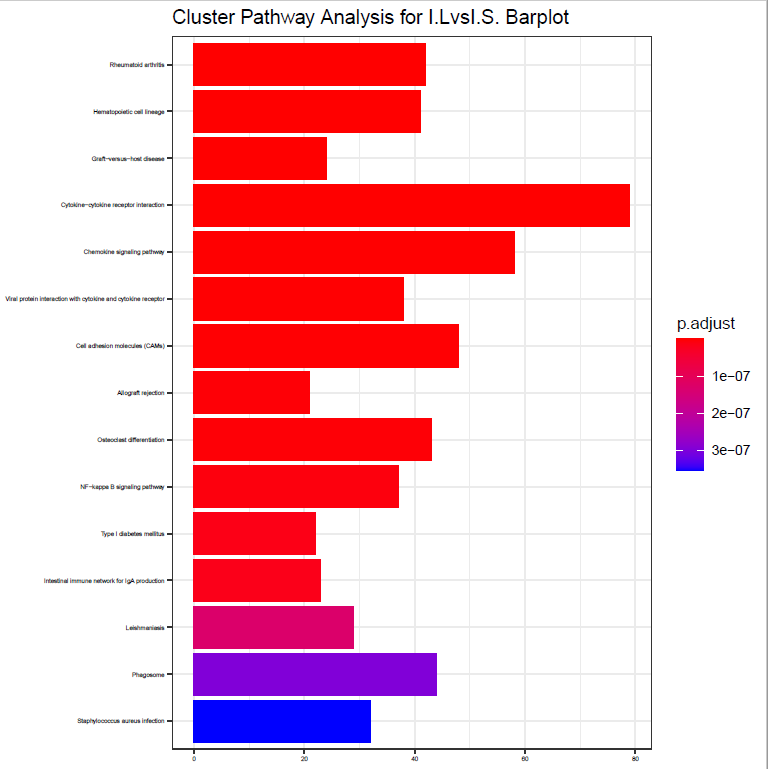 Cluster Pathway Analysis for I.LvsI.S. Barplot
Rheumatoid arthritis
Hematopoietic cell lineage
Graft−versus−host disease
Cytokine−cytokine receptor interaction
Chemokine signaling pathway
Viral protein interaction with cytokine and cytokine receptor
Cell adhesion molecules (CAMs)
Allograft rejection
Osteoclast differentiation
NF−kappa B signaling pathway
Type I diabetes mellitus
Intestinal immune network for IgA production
Leishmaniasis
Phagosome
Staphylococcus aureus infection
0 20 40 60 80
p.adjust
1e−07
2e−07
3e−07